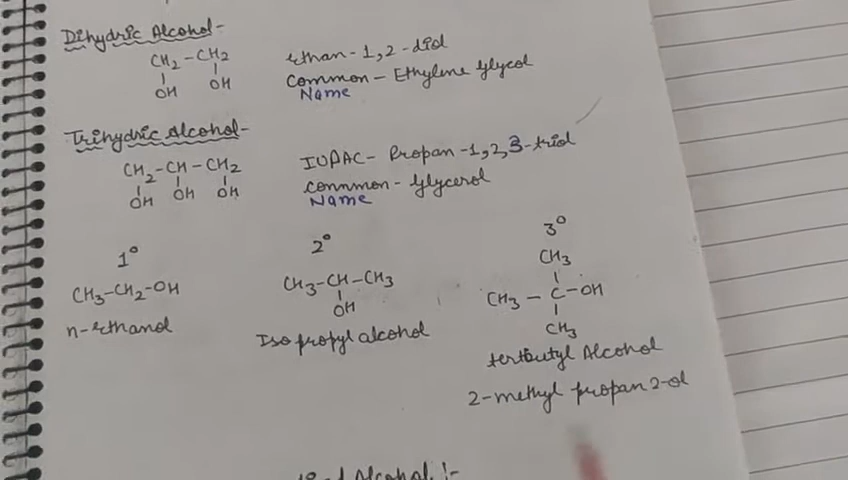 Dihydric Alcohol-
CH2-CH2
OH OH
ethan-1,2-diol
Common- Ethylene Glycol
Name
Trihydric Alcohol-
CH2-CH-CH2
OH OH OH
IUPAC- Propan-1,2,3-triol
Common- Glycerol
Name
1°
CH3-CH2-OH
n-ethanol
2°
CH3-CH-CH3
OH
Isopropyl alcohol
3°
CH3
CH3-C-OH
CH3
tertbutyl Alcohol
2-methyl propan 2-ol
Alcohol:-